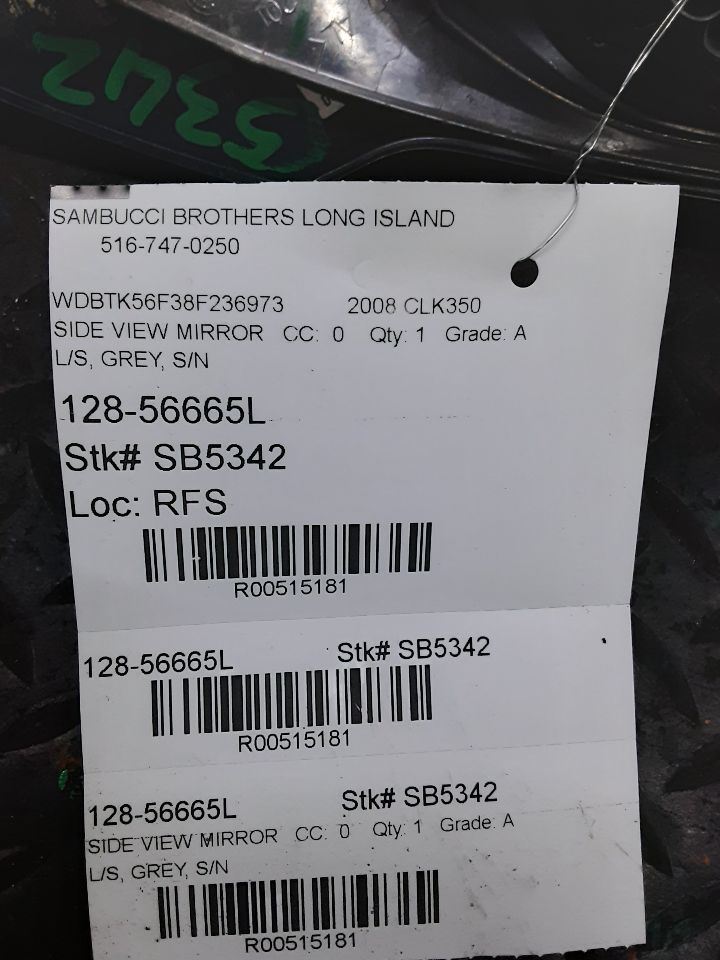 5342
SAMBUCCI BROTHERS LONG ISLAND
516-747-0250
WDBTK56F38F236973 2008 CLK350
SIDE VIEW MIRROR CC: 0 Qty: 1 Grade: A
L/S, GREY, S/N
128-56665L
Stk# SB5342
Loc: RFS
R00515181
128-56665L Stk# SB5342
R00515181
128-56665L Stk# SB5342
SIDE VIEW MIRROR CC: 0 Qty: 1 Grade: A
L/S, GREY, S/N
R00515181